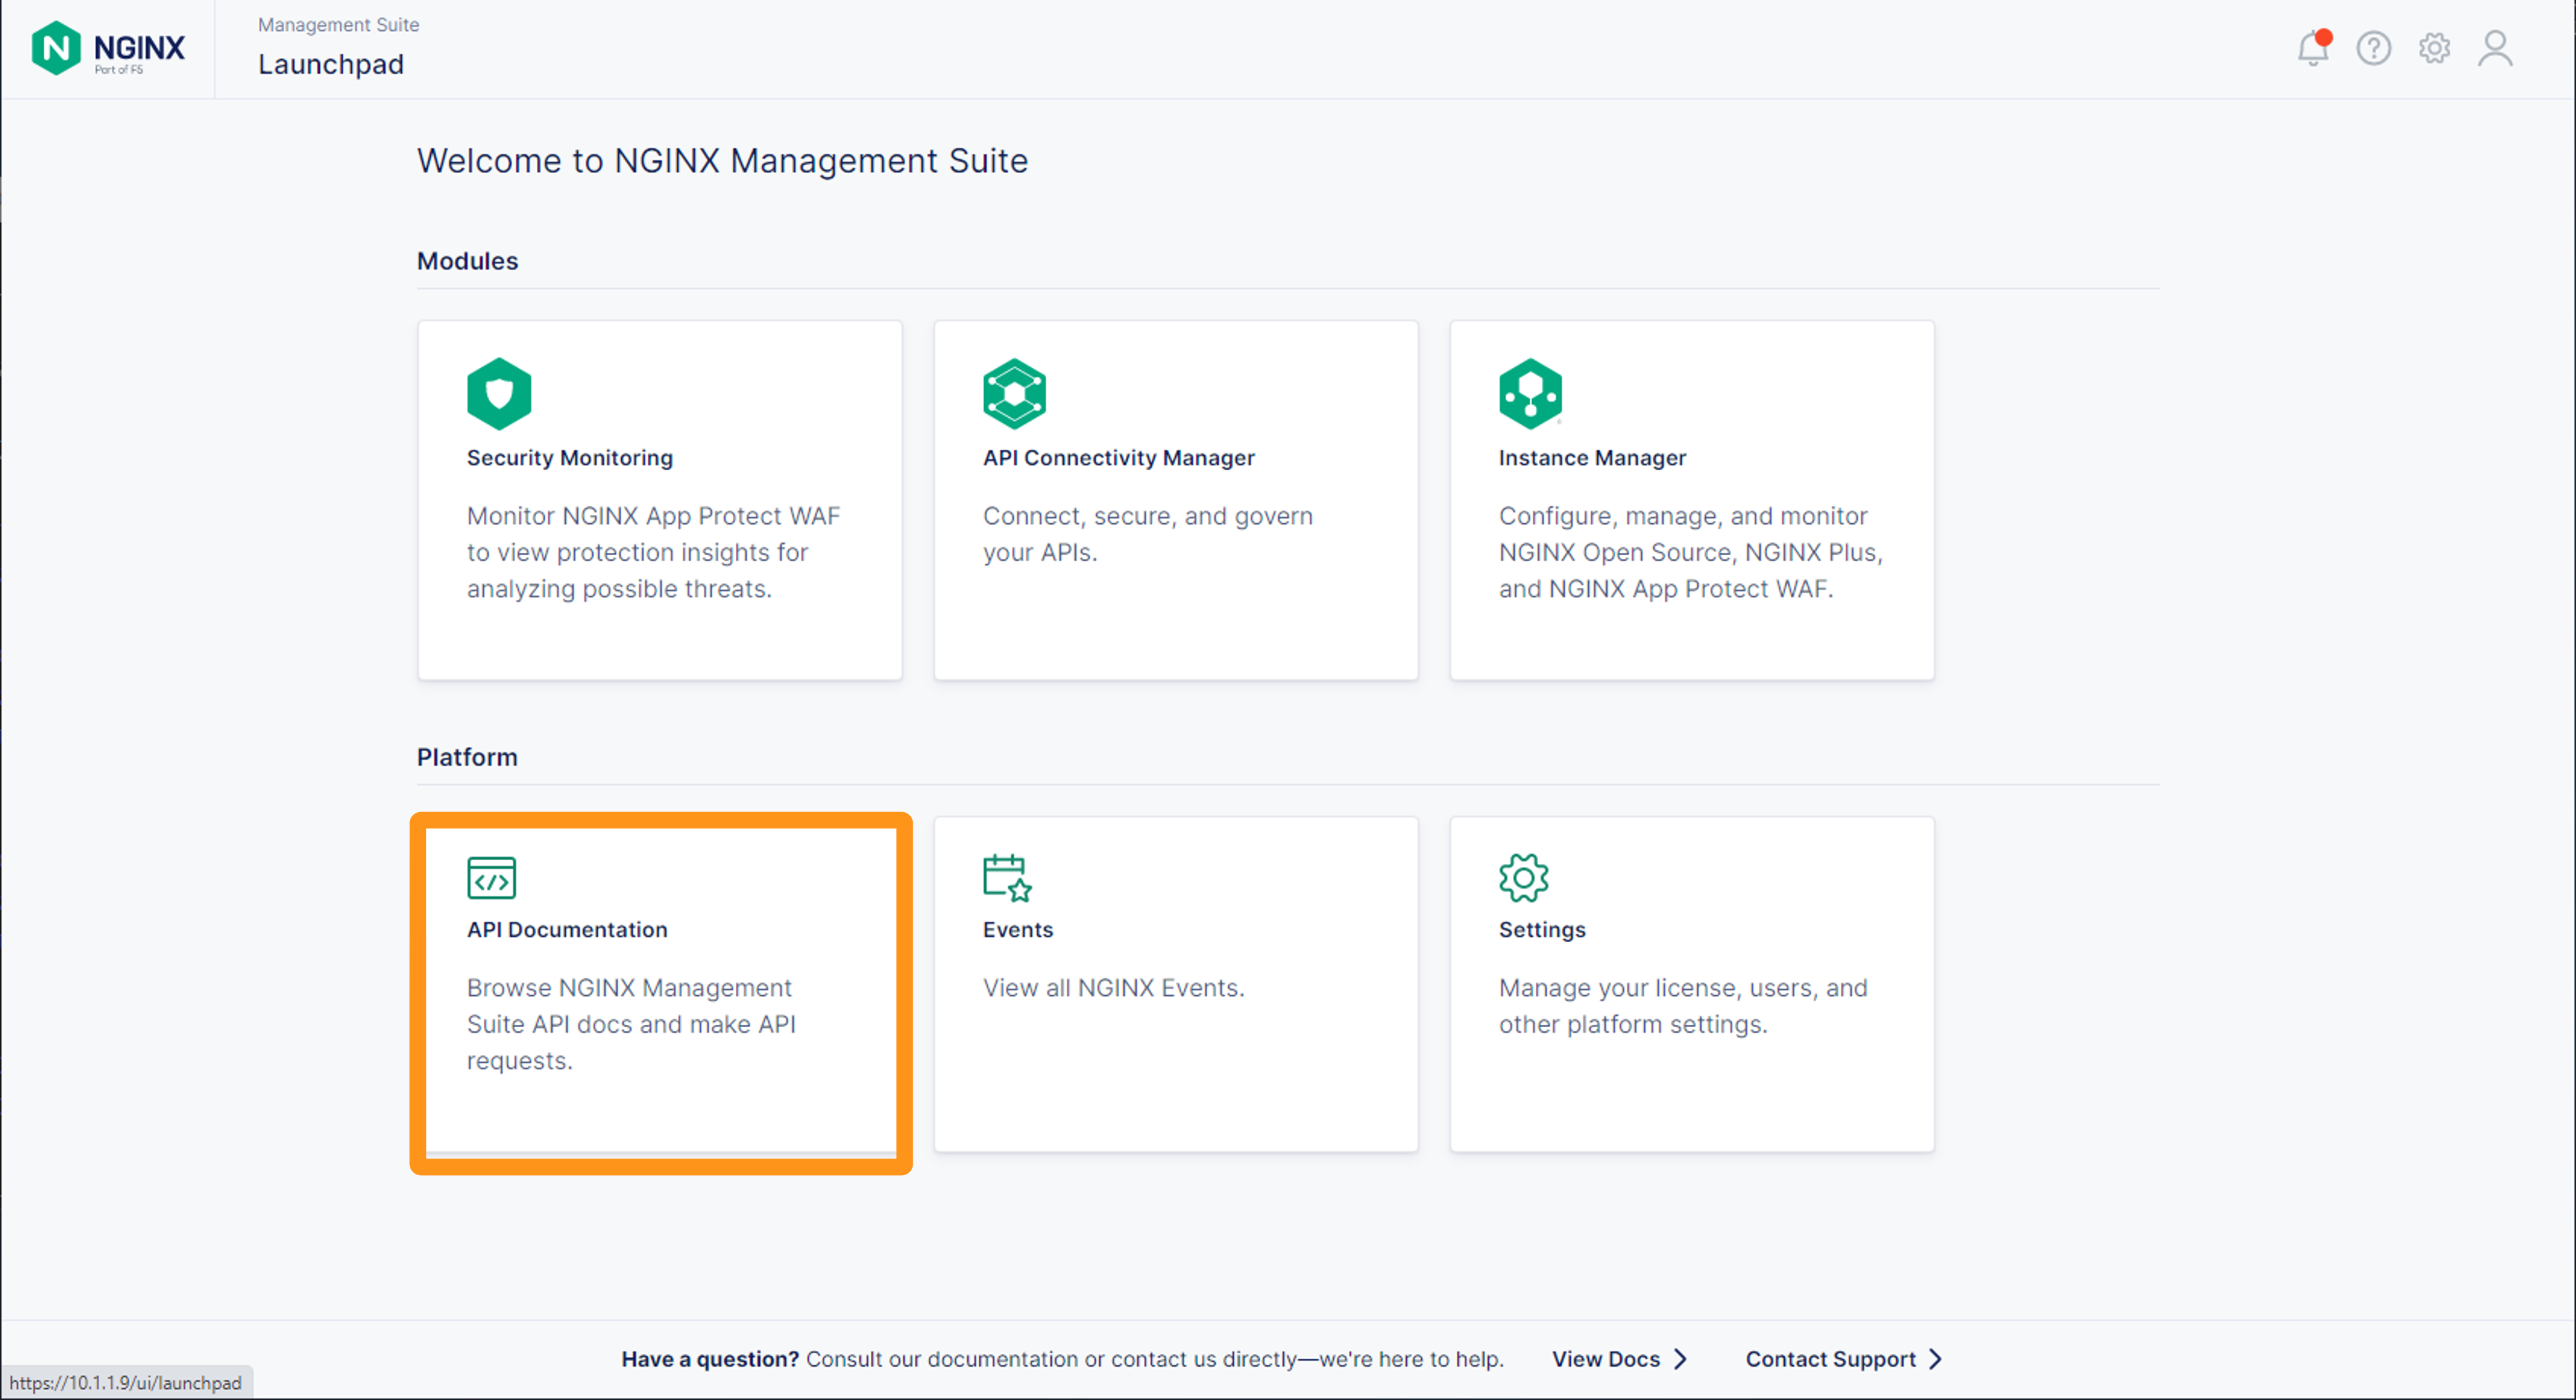 NGINX
Part of F5
Management Suite
Launchpad
Welcome to NGINX Management Suite
Modules
Security Monitoring
Monitor NGINX App Protect WAF
to view protection insights for
analyzing possible threats.
API Connectivity Manager
Connect, secure, and govern
your APIs.
Instance Manager
Configure, manage, and monitor
NGINX Open Source, NGINX Plus,
and NGINX App Protect WAF.
Platform
API Documentation
Browse NGINX Management
Suite API docs and make API
requests.
Events
View all NGINX Events.
Settings
Manage your license, users, and
other platform settings.
Have a question? Consult our documentation or contact us directly—we're here to help. View Docs Contact Support
https://10.1.1.9/ui/launchpad